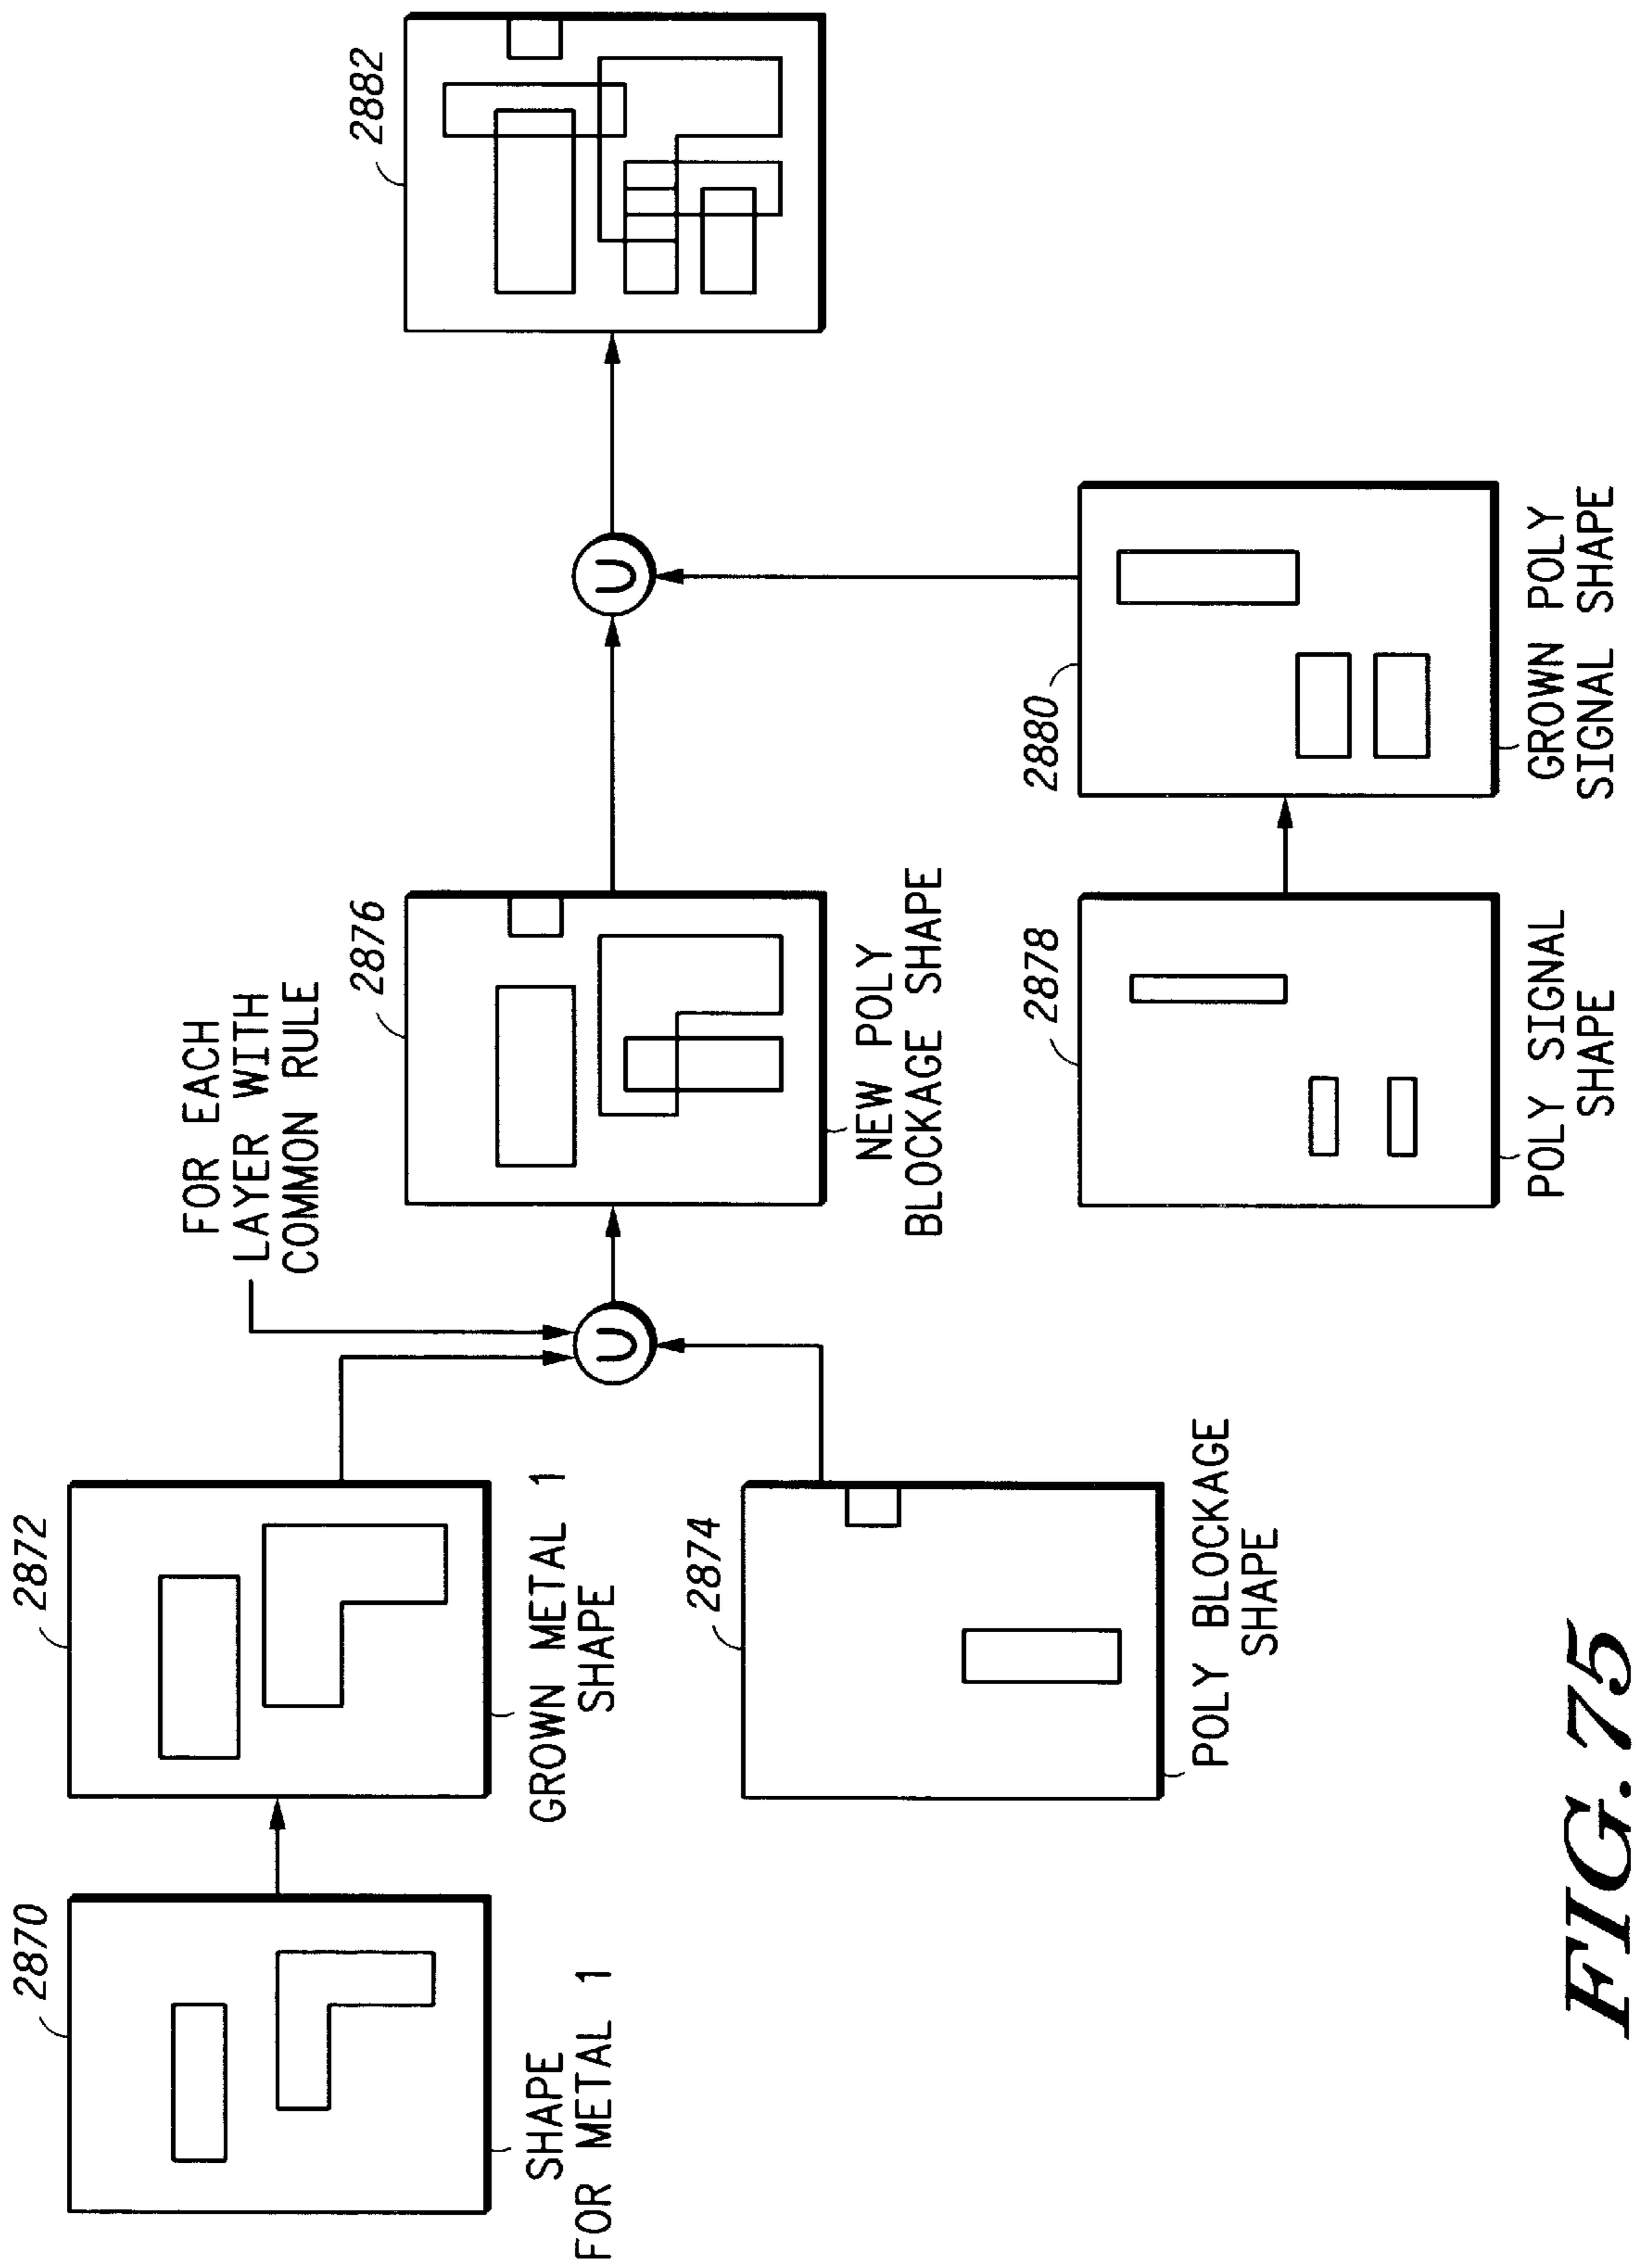 2870
SHAPE
FOR METAL 1
2872
GROWN METAL 1
SHAPE
2874
POLY BLOCKAGE
SHAPE
FOR EACH
LAYER WITH
COMMON RULE
U
2876
NEW POLY
BLOCKAGE SHAPE
2878
POLY SIGNAL
SHAPE
2880
GROWN POLY
SIGNAL SHAPE
U
2882
FIG. 75